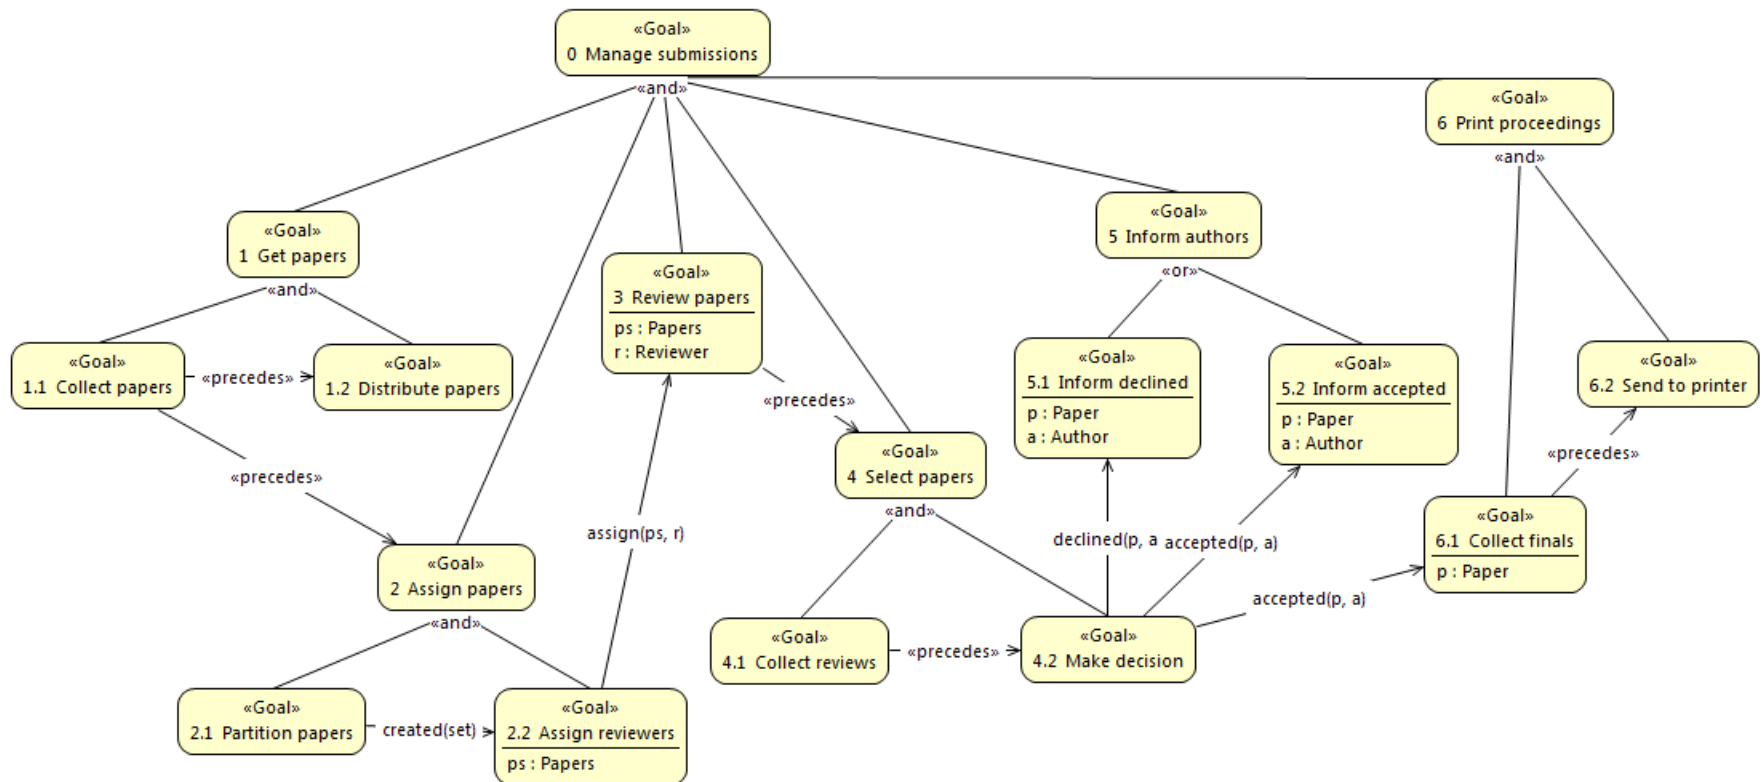 «Goal»
0 Manage submissions
«and»
«Goal»
6 Print proceedings
«and»
«Goal»
1 Get papers
«and»
«Goal»
5 Inform authors
«or»
«Goal»
3 Review papers
ps : Papers
r : Reviewer
«Goal»
1.1 Collect papers
«precedes»
«Goal»
1.2 Distribute papers
«Goal»
5.1 Inform declined
p : Paper
a : Author
«Goal»
5.2 Inform accepted
p : Paper
a : Author
«Goal»
6.2 Send to printer
«precedes»
«precedes»
«precedes»
«Goal»
4 Select papers
«and»
«Goal»
6.1 Collect finals
p : Paper
assign(ps, r)
declined(p, a
accepted(p, a)
accepted(p, a)
«Goal»
2 Assign papers
«and»
«Goal»
4.1 Collect reviews
«precedes»
«Goal»
4.2 Make decision
«Goal»
2.1 Partition papers
created(set)
«Goal»
2.2 Assign reviewers
ps : Papers